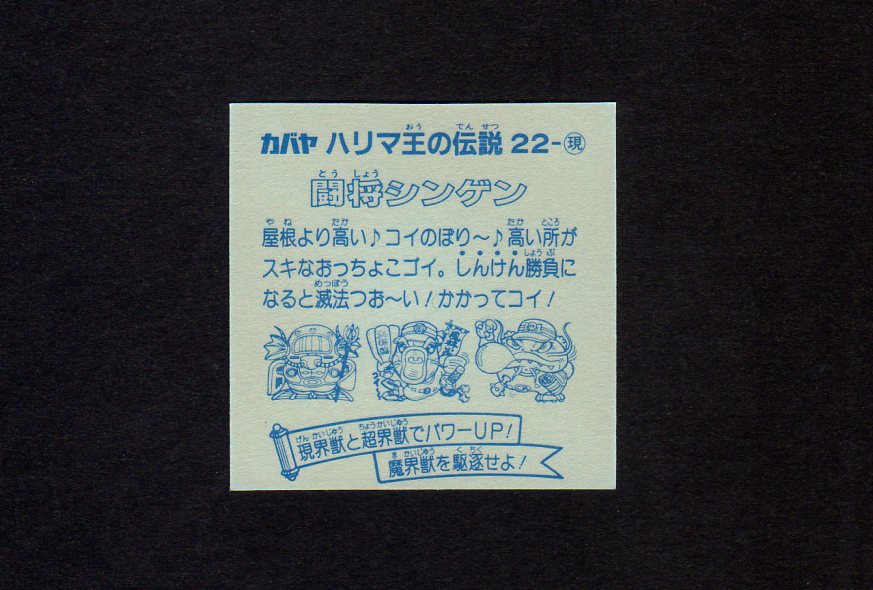 カバヤ ハリマ王の伝説 22-現
闘将シンゲン
屋根より高い♪コイのぼり〜♪高い所が
スキなおっちょこゴイ。しんけん勝負に
なると滅法つお〜い！かかってコイ！
現界獣と超界獣でパワーUP！
魔界獣を駆逐せよ！